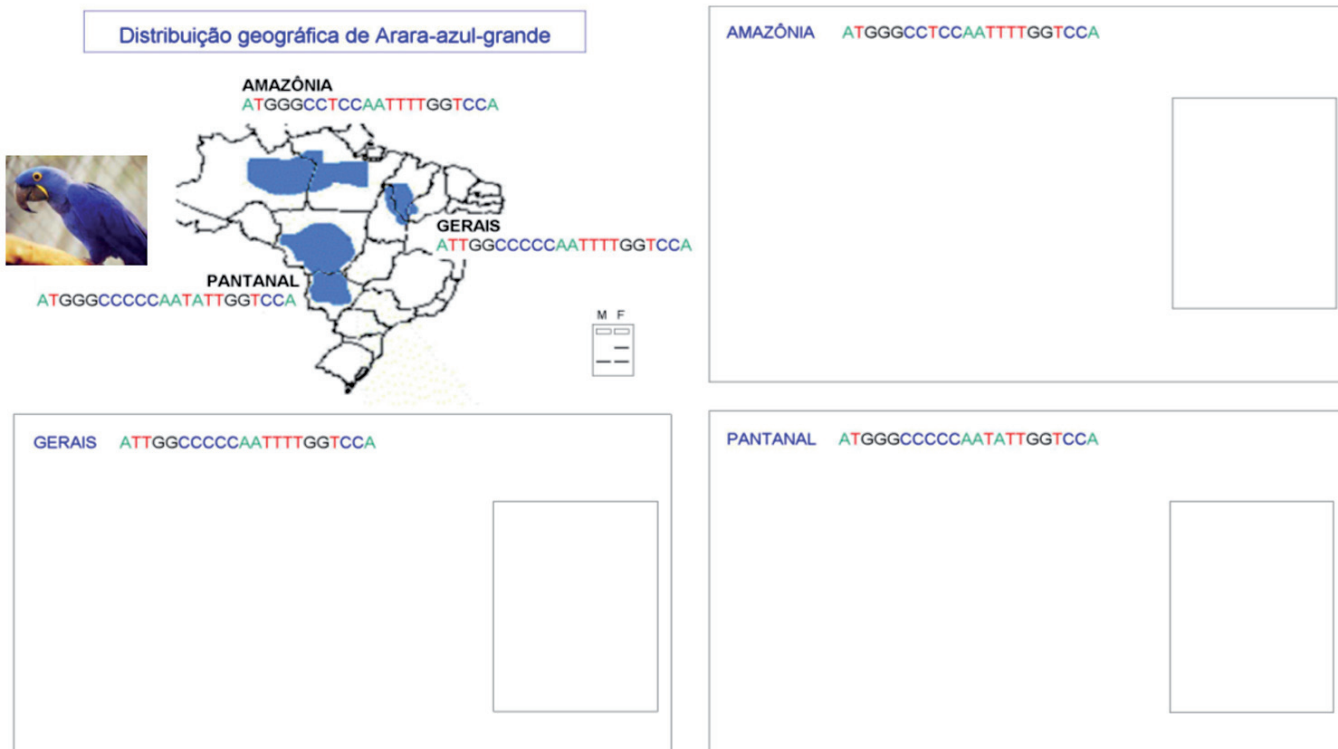 Distribuição geográfica de Arara-azul-grande
AMAZÔNIA
ATGGGCCTCCAATTTTGGTCCA
GERAIS
ATTGGCCCCCAATTTTGGTCCA
PANTANAL
ATGGGCCCCCAATATTGGTCCA
M F
AMAZÔNIA ATGGGCCTCCAATTTTGGTCCA
GERAIS ATTGGCCCCCAATTTTGGTCCA
PANTANAL ATGGGCCCCCAATATTGGTCCA